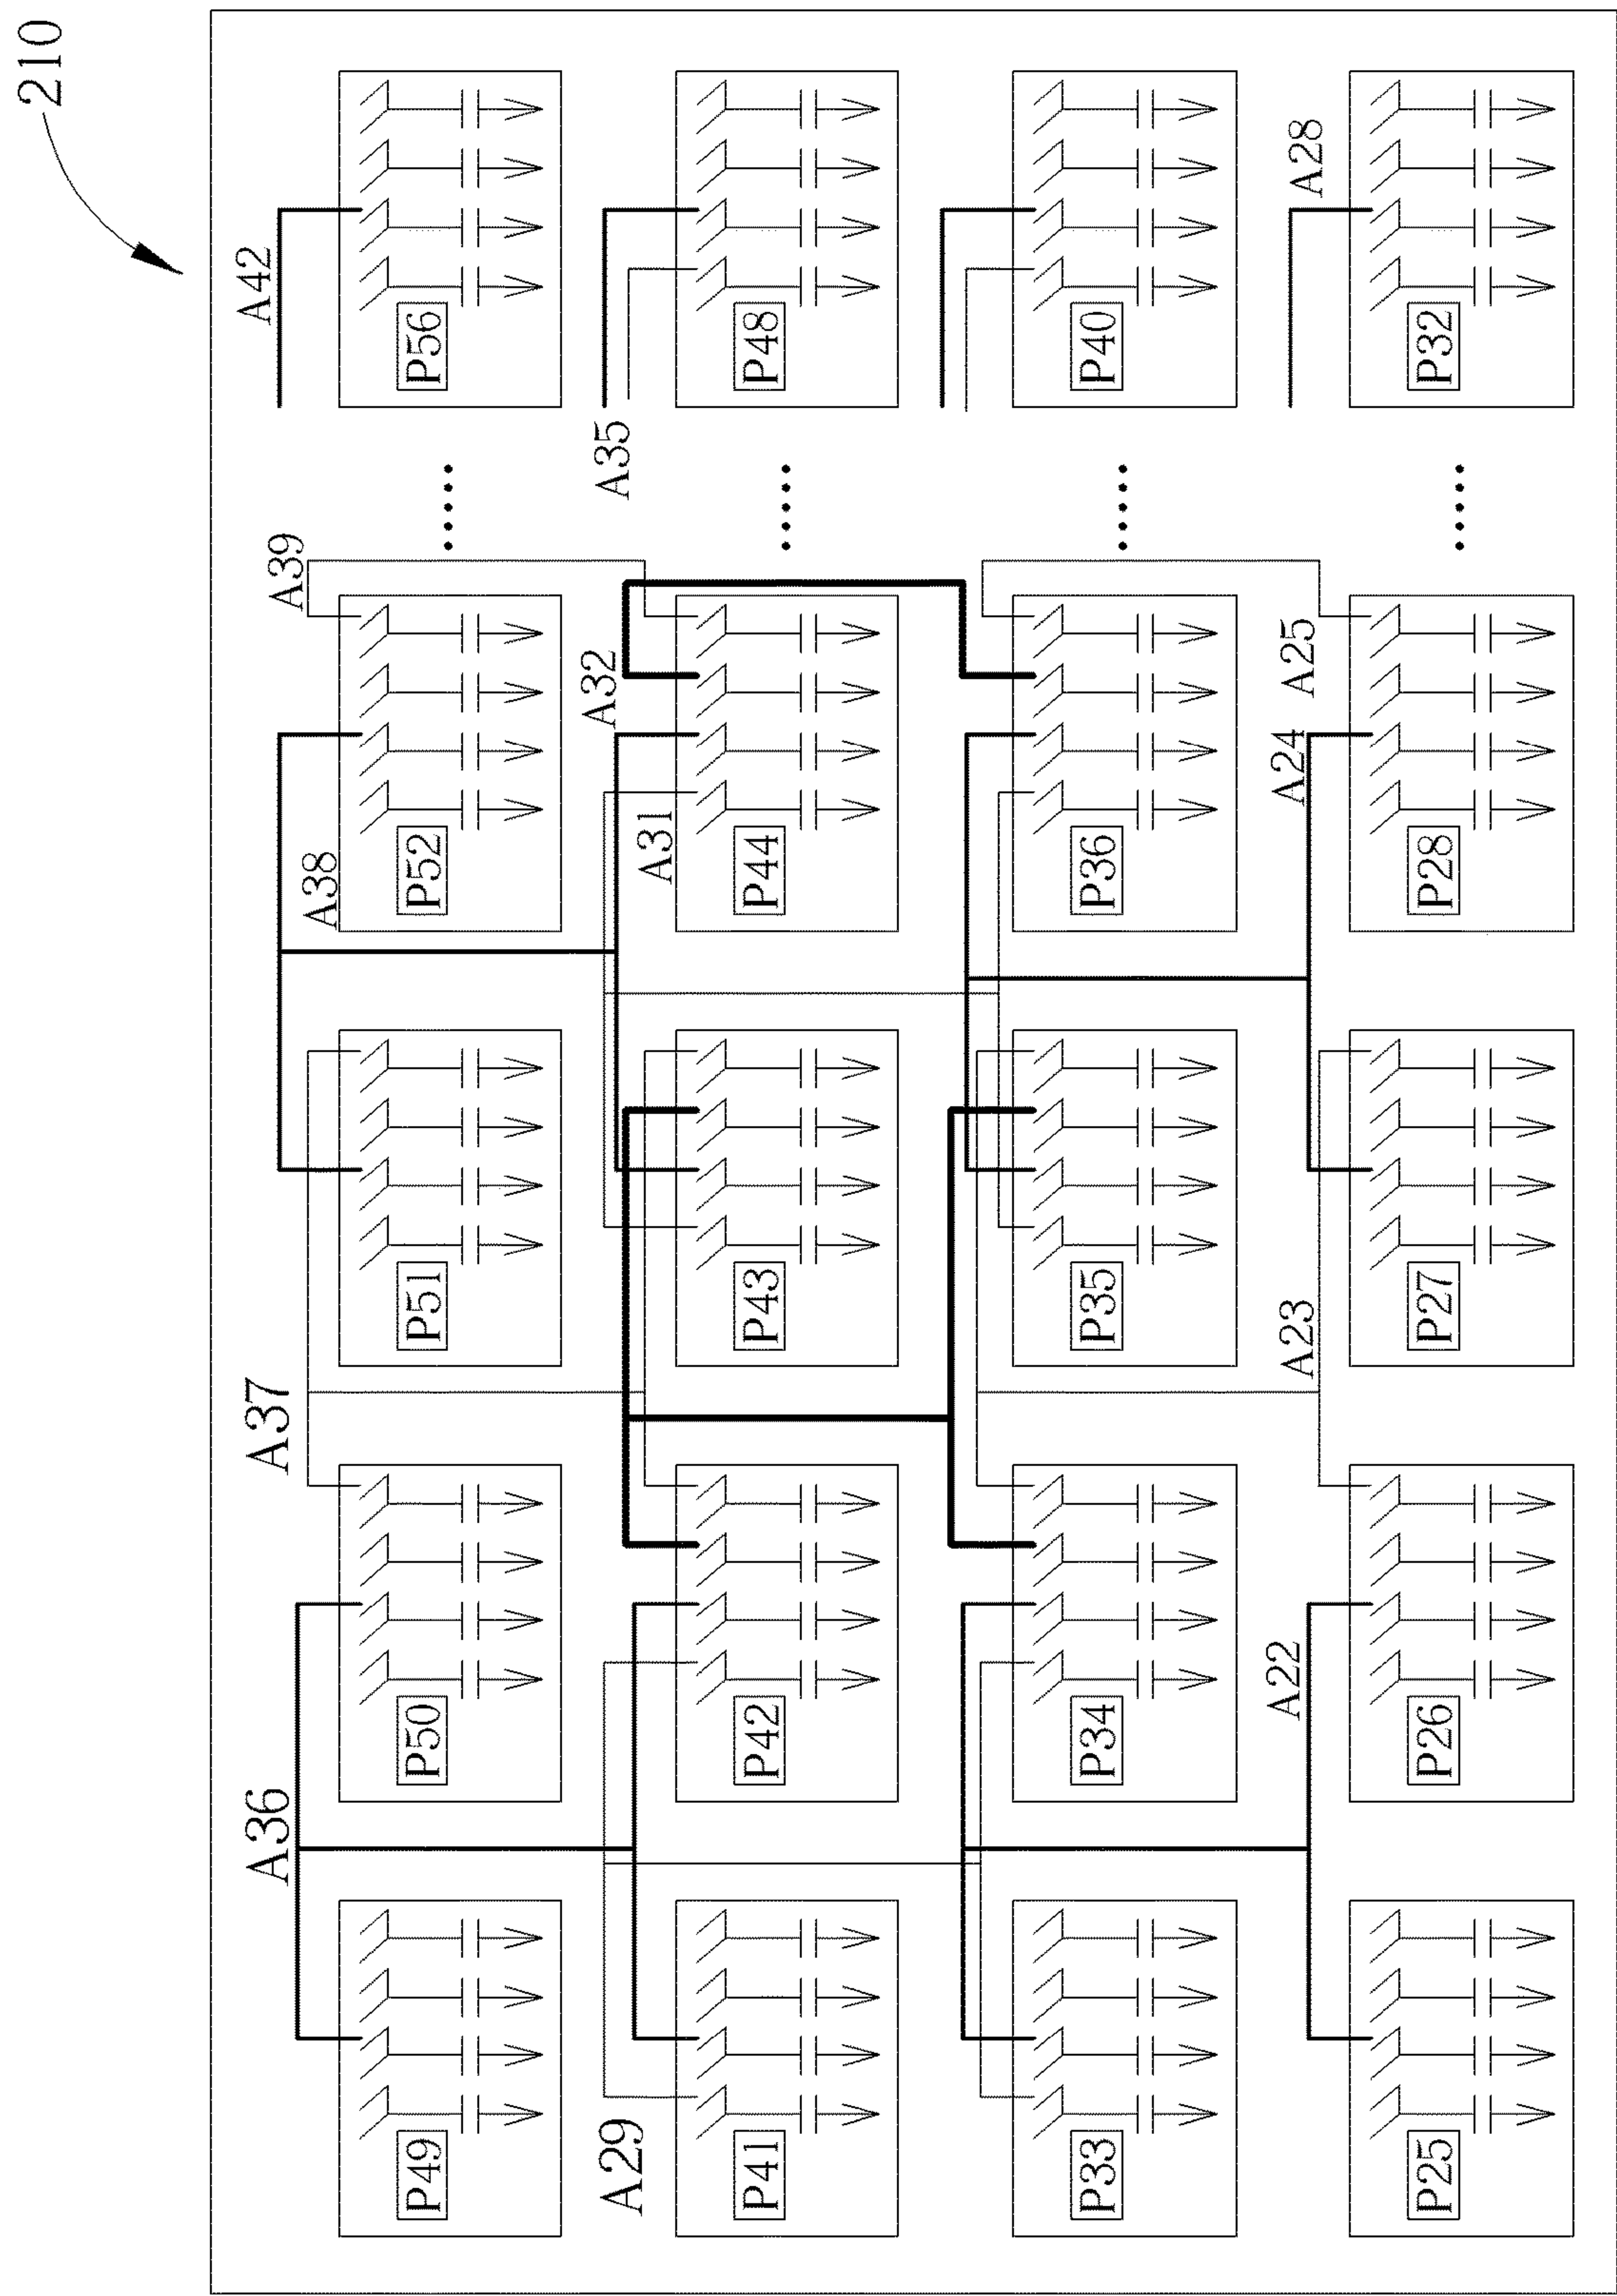 210
A36
A37
A38
A39
A42
P49
P50
P51
P52
.....
P56
A29
A31
A32
A35
P41
P42
P43
P44
.....
P48
P33
P34
P35
P36
.....
P40
A22
A23
A24
A25
A28
P25
P26
P27
P28
.....
P32